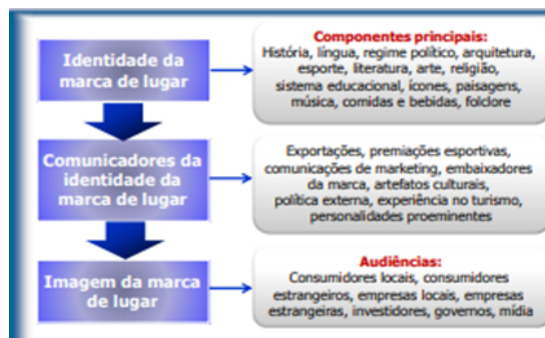 Identidade da
marca de lugar
Componentes principais:
História, língua, regime político, arquitetura,
esporte, literatura, arte, religião,
sistema educacional, ícones, paisagens,
música, comidas e bebidas, folclore
Comunicadores da
identidade da
marca de lugar
Exportações, premiações esportivas,
comunicações de marketing, embaixadores
da marca, artefatos culturais,
política externa, experiência no turismo,
personalidades proeminentes
Imagem da marca
de lugar
Audiências:
Consumidores locais, consumidores
estrangeiros, empresas locais, empresas
estrangeiras, investidores, governos, mídia